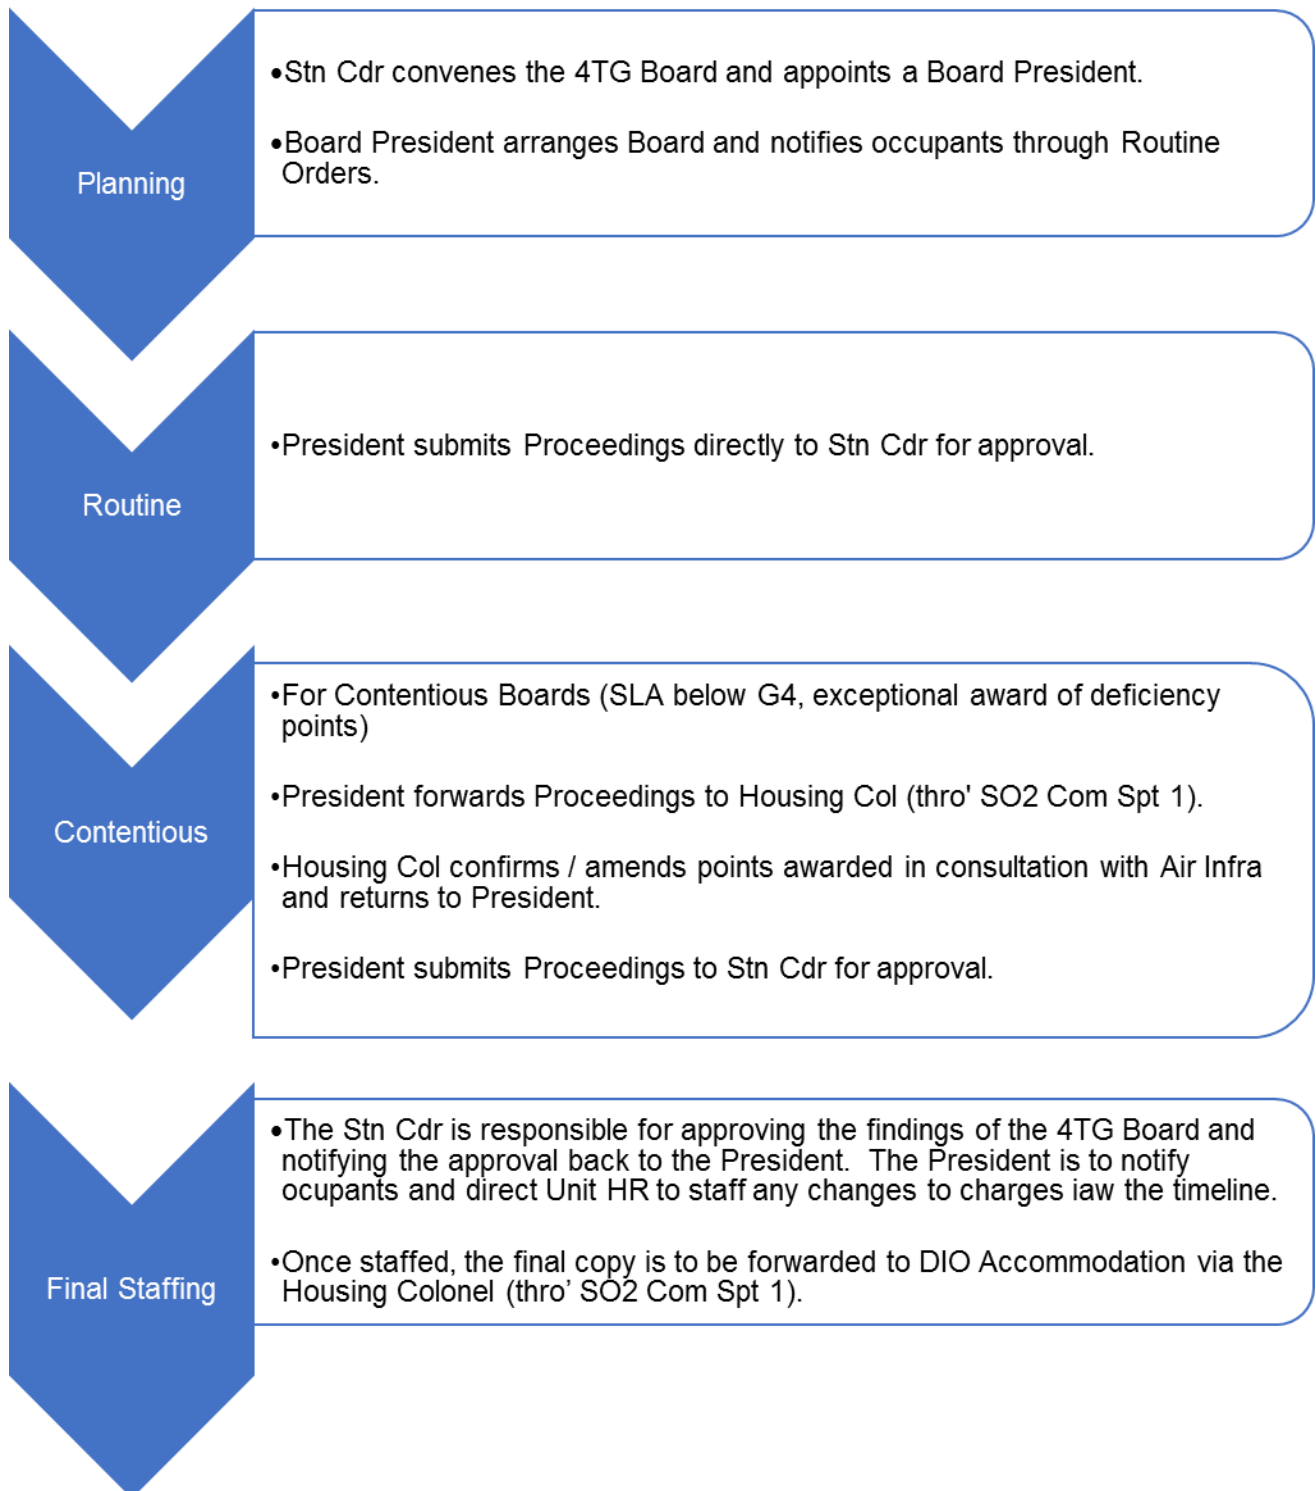 Planning
•Stn Cdr convenes the 4TG Board and appoints a Board President.
•Board President arranges Board and notifies occupants through Routine
Orders.
Routine
•President submits Proceedings directly to Stn Cdr for approval.
Contentious
•For Contentious Boards (SLA below G4, exceptional award of deficiency
points)
•President forwards Proceedings to Housing Col (thro' SO2 Com Spt 1).
•Housing Col confirms / amends points awarded in consultation with Air Infra
and returns to President.
•President submits Proceedings to Stn Cdr for approval.
Final Staffing
•The Stn Cdr is responsible for approving the findings of the 4TG Board and
notifying the approval back to the President.  The President is to notify
ocupants and direct Unit HR to staff any changes to charges iaw the timeline.
•Once staffed, the final copy is to be forwarded to DIO Accommodation via the
Housing Colonel (thro’ SO2 Com Spt 1).